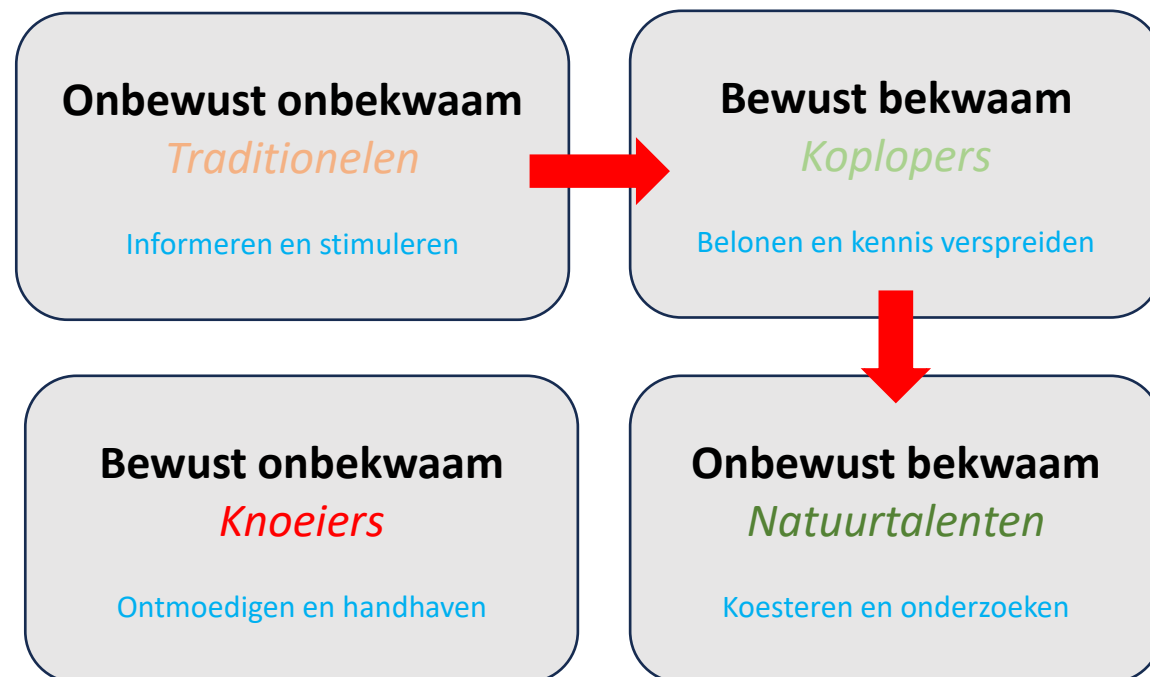 Onbewust onbekwaam
Traditionelen
Informeren en stimuleren
Bewust bekwaam
Koplopers
Belonen en kennis verspreiden
Bewust onbekwaam
Knoeiers
Ontmoedigen en handhaven
Onbewust bekwaam
Natuurtalenten
Koesteren en onderzoeken